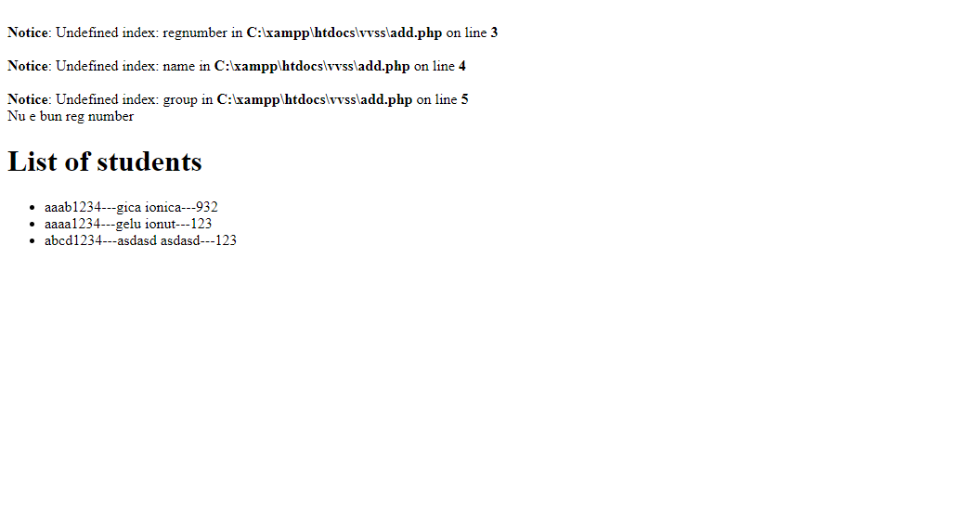 Notice: Undefined index: regnumber in C:\xampp\htdocs\vvss\add.php on line 3
Notice: Undefined index: name in C:\xampp\htdocs\vvss\add.php on line 4
Notice: Undefined index: group in C:\xampp\htdocs\vvss\add.php on line 5
Nu e bun reg number
List of students
• aaab1234---gica ionica---932
• aaaa1234---gelu ionut---123
• abcd1234---asdasd asdasd---123